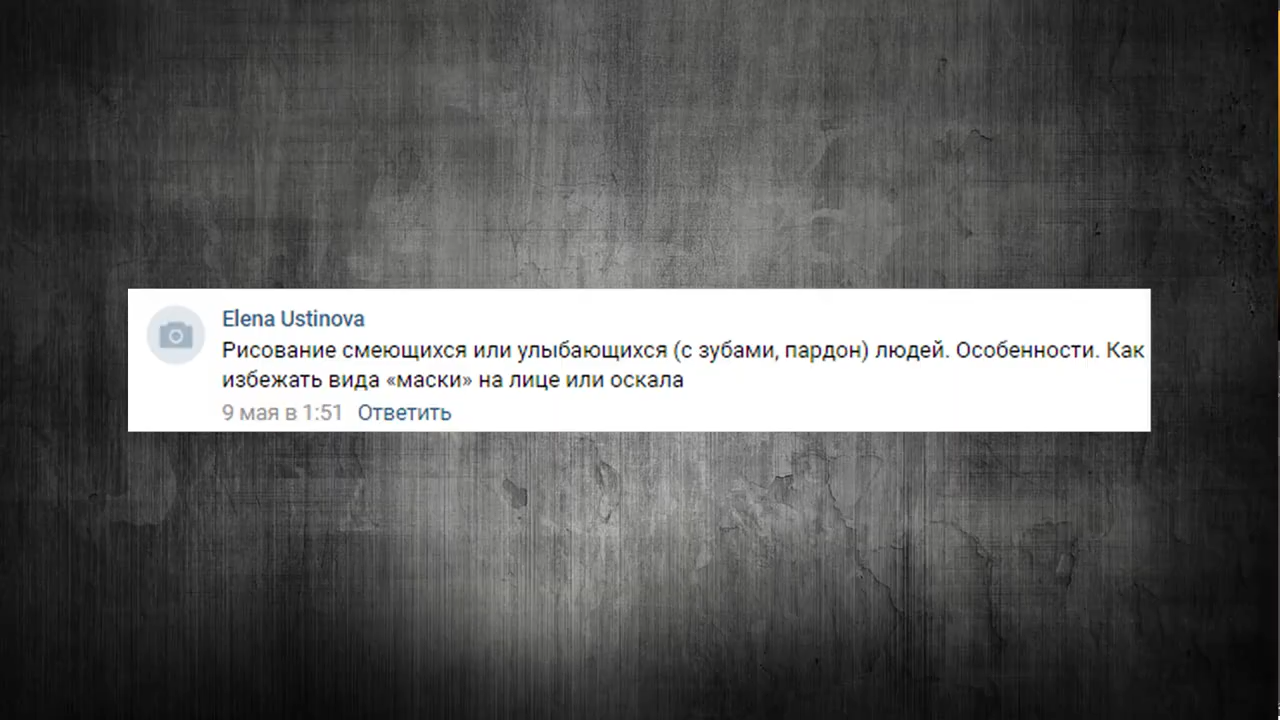 Elena Ustinova
Рисование смеющихся или улыбающихся (с зубами, пардон) людей. Особенности. Как
избежать вида «маски» на лице или оскала
9 мая в 1:51 Ответить